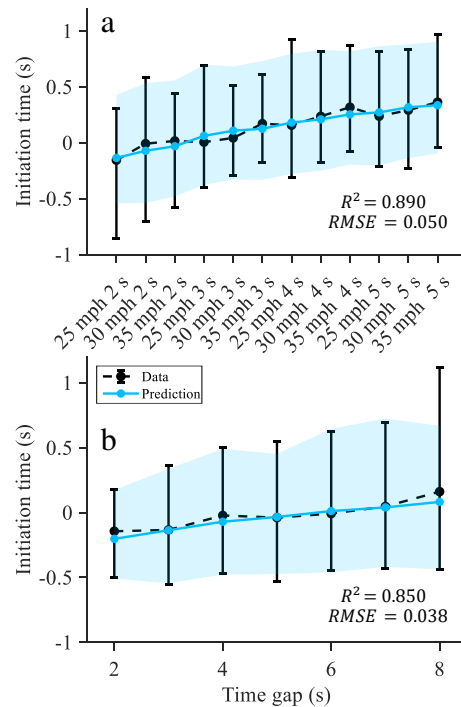 a
1
0.5
0
-0.5
-1
Initiation time (s)
R² = 0.890
RMSE = 0.050
25 mph 2 s
30 mph 2 s
35 mph 2 s
25 mph 3 s
30 mph 3 s
35 mph 3 s
25 mph 4 s
30 mph 4 s
35 mph 4 s
25 mph 5 s
30 mph 5 s
35 mph 5 s
b
Data
Prediction
1
0.5
0
-0.5
-1
Initiation time (s)
R² = 0.850
RMSE = 0.038
2 4 6 8
Time gap (s)